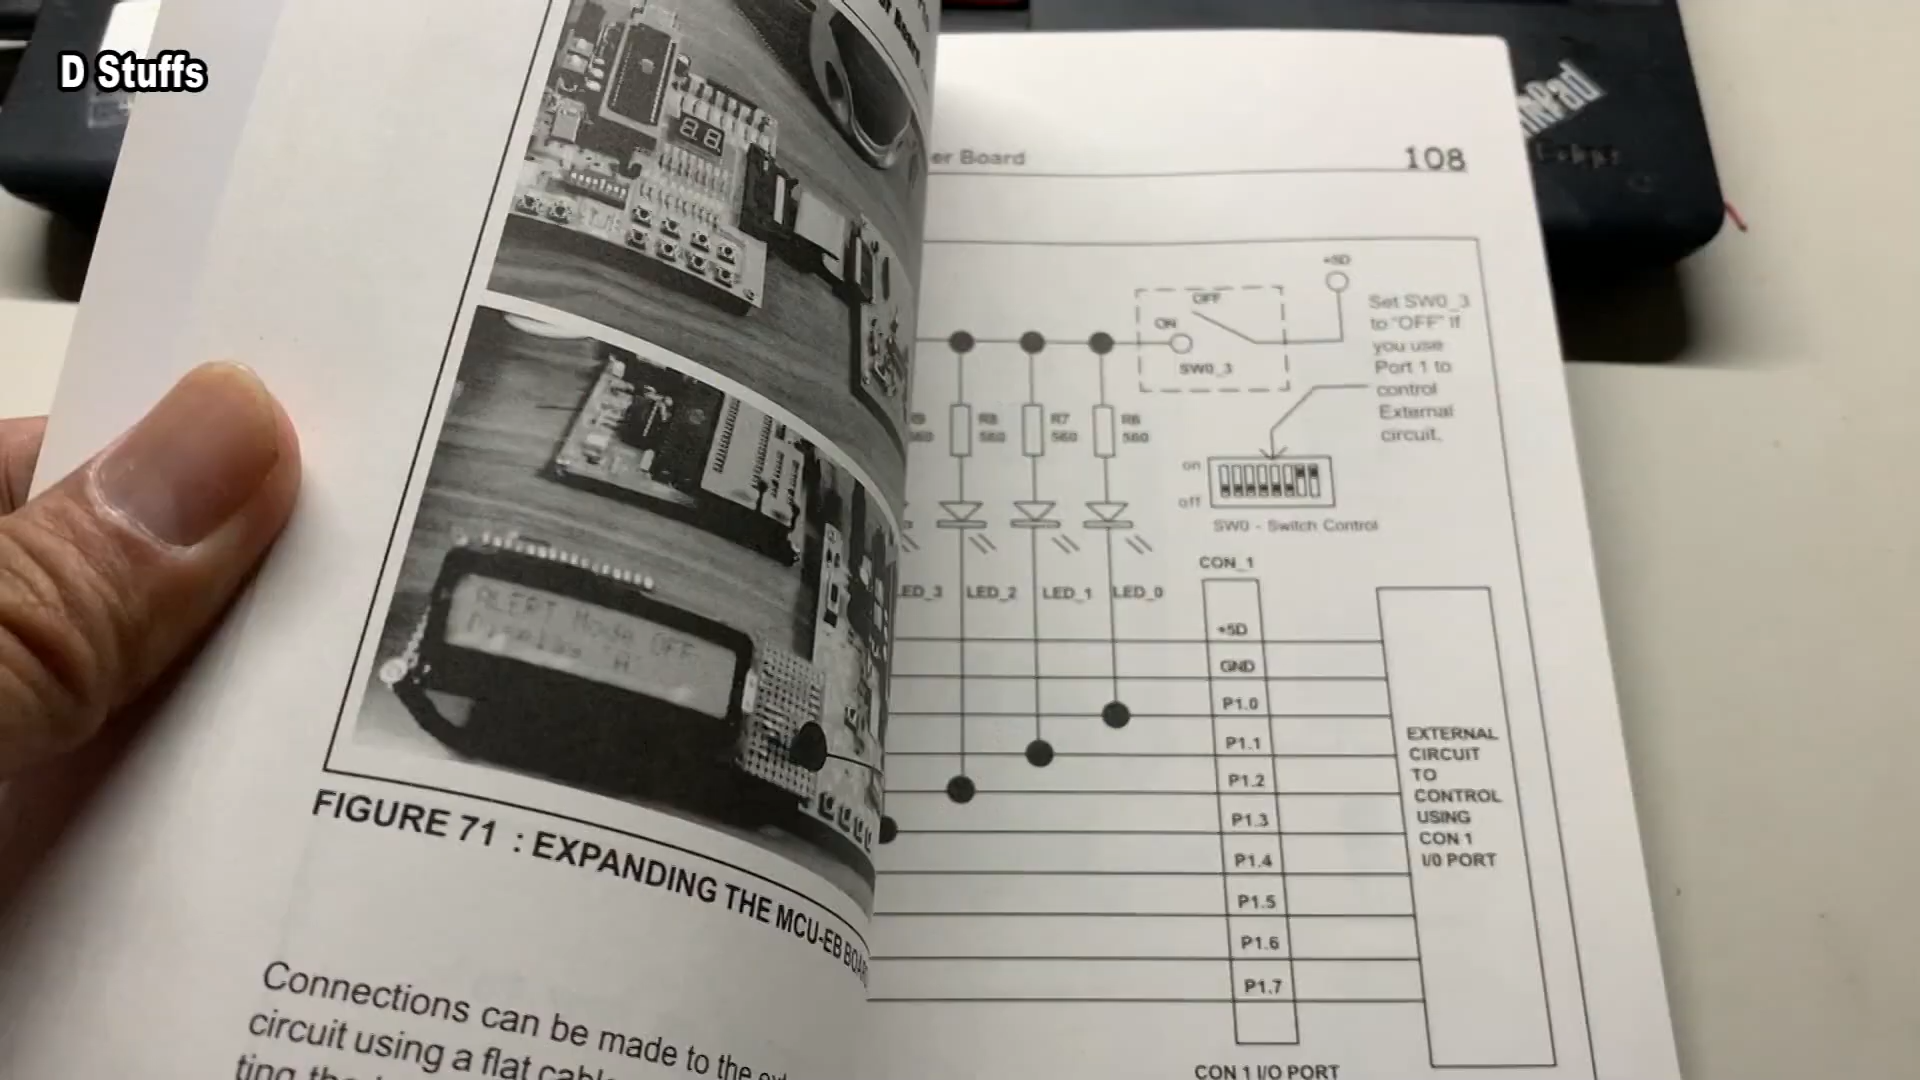 D Stuffs
er Board
108
+5D
OFF
ON
SW0_3
Set SW0_3
to "OFF" if
you use
Port 1 to
control
External
circuit.
R8
560
R7
560
R6
560
on
off
SW0 - Switch Control
LED_3
LED_2
LED_1
LED_0
CON_1
+5D
GND
P1.0
P1.1
P1.2
P1.3
P1.4
P1.5
P1.6
P1.7
EXTERNAL
CIRCUIT
TO
CONTROL
USING
CON 1
I/0 PORT
CON 1 I/O PORT
ALERT Mode OFF
FIGURE 71 : EXPANDING THE MCU-EB BOAR
Connections can be made to the
circuit using a flat